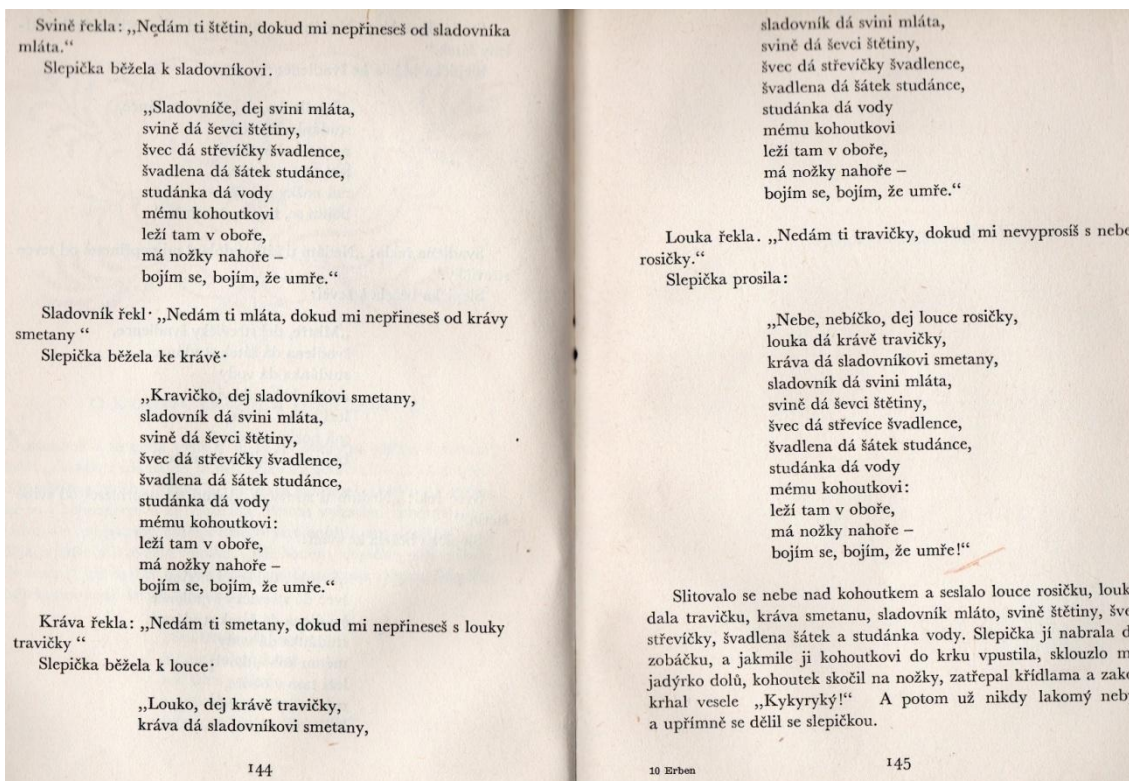 Svině řekla: „Nedám ti štětin, dokud mi nepřineseš od sladovníka
mláta.“
Slepička běžela k sladovníkovi.
„Sladovníče, dej svini mláta,
svině dá ševci štětiny,
švec dá střevíčky švadlence,
švadlena dá šátek studánce,
studánka dá vody
mému kohoutkovi
leží tam v oboře,
má nožky nahoře –
bojím se, bojím, že umře.“
Sladovník řekl· „Nedám ti mláta, dokud mi nepřineseš od krávy
smetany “
Slepička běžela ke krávě·
„Kravičko, dej sladovníkovi smetany,
sladovník dá svini mláta,
svině dá ševci štětiny,
švec dá střevíčky švadlence,
švadlena dá šátek studánce,
studánka dá vody
mému kohoutkovi:
leží tam v oboře,
má nožky nahoře –
bojím se, bojím, že umře.“
Kráva řekla: „Nedám ti smetany, dokud mi nepřineseš s louky
travičky “
Slepička běžela k louce·
„Louko, dej krávě travičky,
kráva dá sladovníkovi smetany,
144
sladovník dá svini mláta,
svině dá ševci štětiny,
švec dá střevíčky švadlence,
švadlena dá šátek studánce,
studánka dá vody
mému kohoutkovi
leží tam v oboře,
má nožky nahoře –
bojím se, bojím, že umře.“
Louka řekla. „Nedám ti travičky, dokud mi nevyprosíš s nebe
rosičky.“
Slepička prosila:
„Nebe, nebíčko, dej louce rosičky,
louka dá krávě travičky,
kráva dá sladovníkovi smetany,
sladovník dá svini mláta,
svině dá ševci štětiny,
švec dá střevíce švadlence,
švadlena dá šátek studánce,
studánka dá vody
mému kohoutkovi:
leží tam v oboře,
má nožky nahoře –
bojím se, bojím, že umře!“
Slitovalo se nebe nad kohoutkem a seslalo louce rosičku,
dala travičku, kráva smetanu, sladovník mláto, svině štětiny,
střevíčky, švadlena šátek a studánka vody. Slepička jí nabrala
zobáčku, a jakmile ji kohoutkovi do krku vpustila, sklouzlo
jadýrko dolů, kohoutek skočil na nožky, zatřepal křídlama a
krhal vesele „Kykyryký!“ A potom už nikdy lakomý
a upřímně se dělil se slepičkou.
10 Erben
145